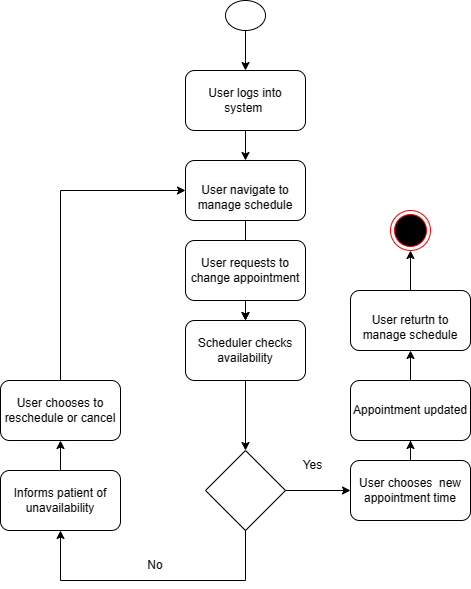 User logs into
system
User navigate to
manage schedule
User requests to
change appointment
Scheduler checks
availability
Yes
User chooses  new
appointment time
Appointment updated
User returtn to
manage schedule
No
Informs patient of
unavailability
User chooses to
reschedule or cancel